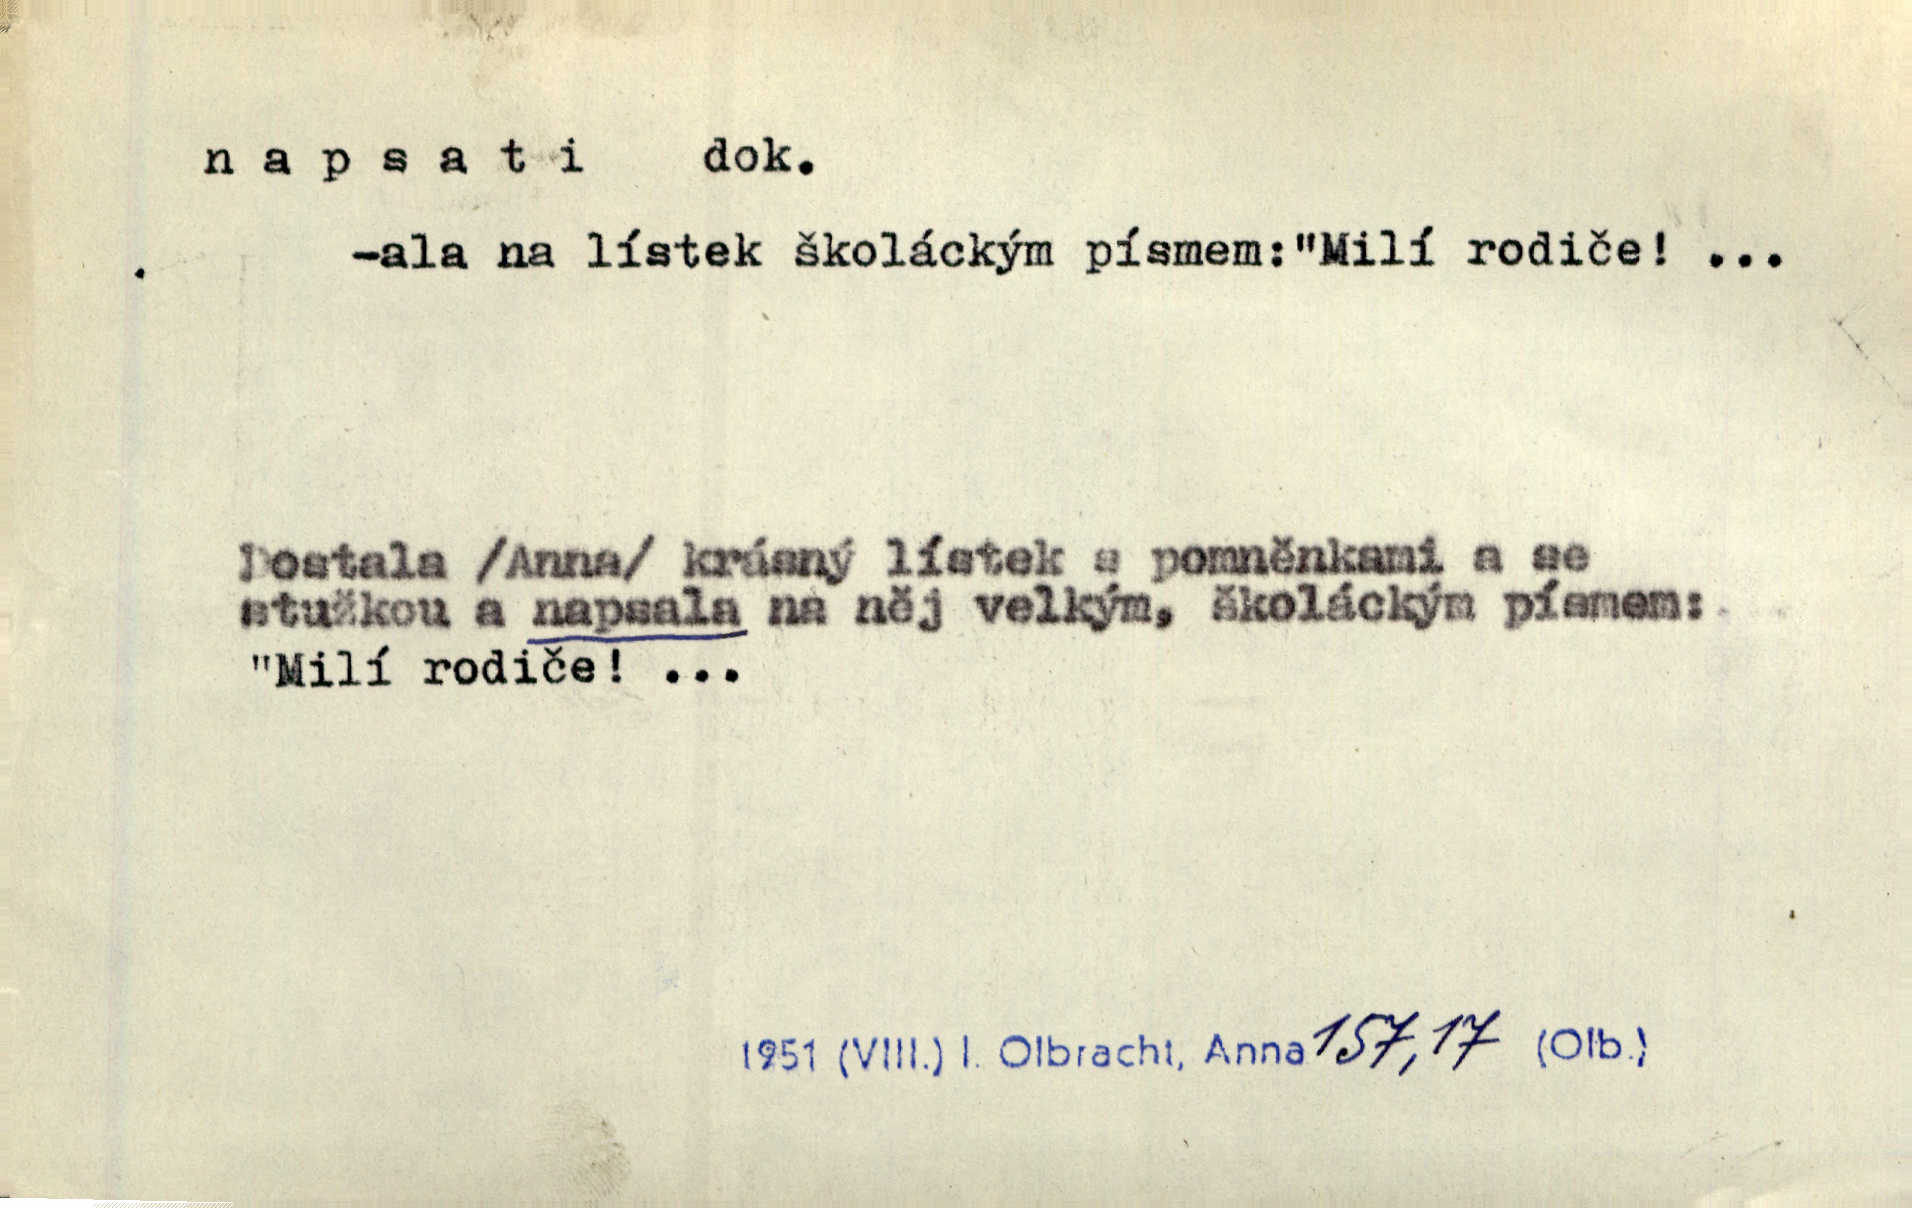 napsati dok.
-ala na lístek školáckým písmem:"Milí rodiče! ...
Dostala /Anna/ krásný lístek s pomněnkami a se
stužkou a napsala na něj velkým, školáckým písmem:
"Milí rodiče! ...
1951 (VIII.) I. Olbracht, Anna 157,17 (Olb.)